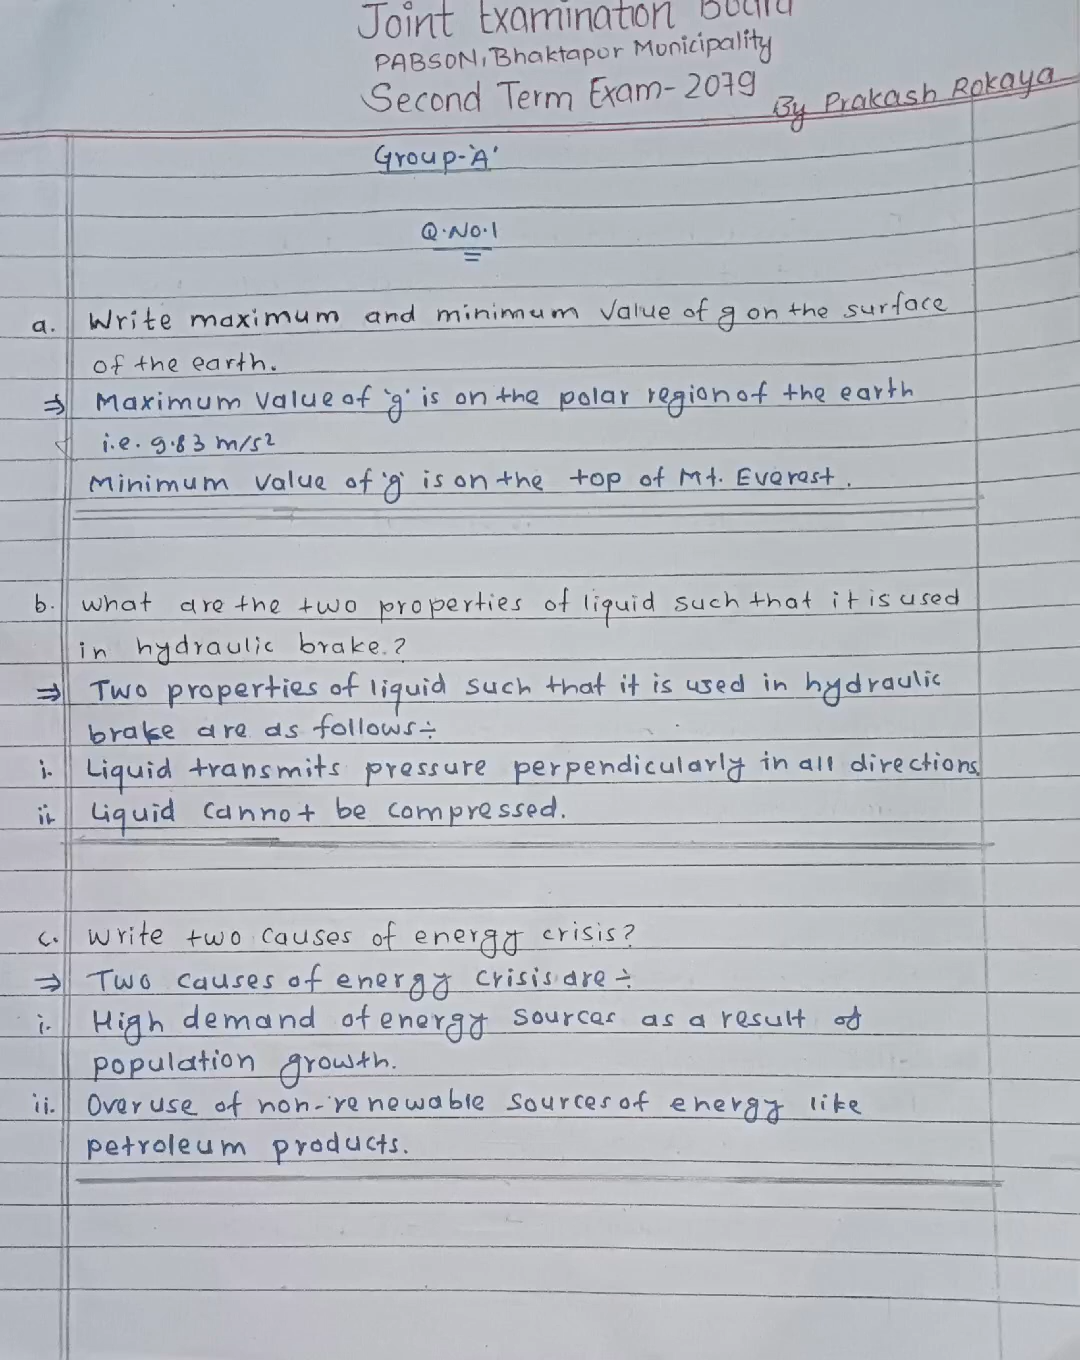 Joint Examination Board
PABSON, Bhaktapur Municipality
Second Term Exam-2079
By Prakash Rokaya
Group-'A'
Q.No.1
a. Write maximum and minimum value of g on the surface
of the earth.
⇒ Maximum value of 'g' is on the polar region of the earth
i.e. 9.83 m/s²
Minimum value of 'g' is on the top of Mt. Everest.
b. What are the two properties of liquid such that it is used
in hydraulic brake.?
⇒ Two properties of liquid such that it is used in hydraulic
brake are as follows÷
i. Liquid transmits pressure perpendicularly in all directions.
ii. Liquid cannot be compressed.
c. Write two causes of energy crisis?
⇒ Two causes of energy crisis are ÷
i. High demand of energy sources as a result of
population growth.
ii. Overuse of non-renewable sources of energy like
petroleum products.